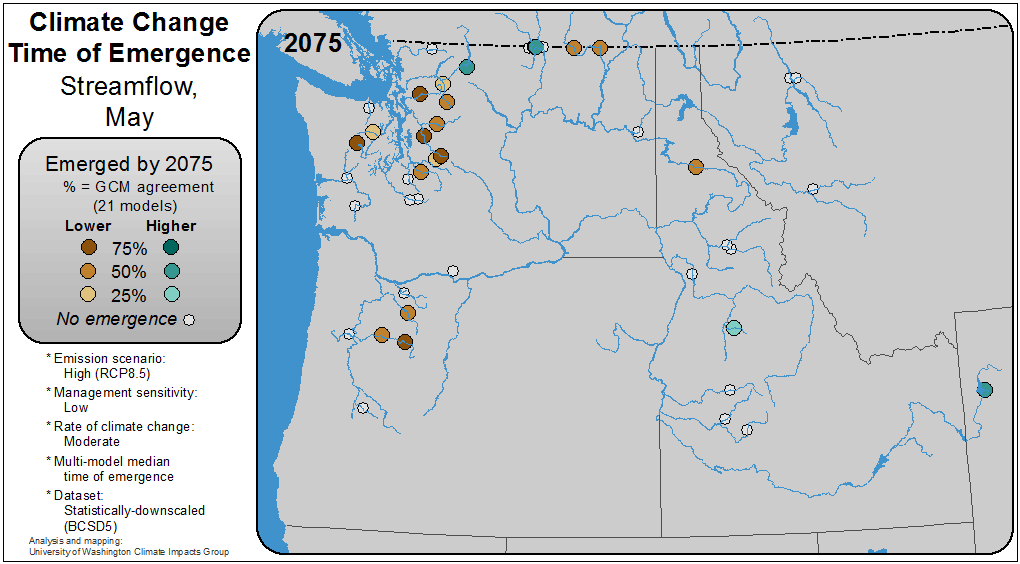 Climate Change
Time of Emergence
Streamflow,
May
2075
Emerged by 2075
% = GCM agreement
(21 models)
Lower Higher
75%
50%
25%
No emergence
* Emission scenario:
High (RCP8.5)
* Management sensitivity:
Low
* Rate of climate change:
Moderate
* Multi-model median
time of emergence
* Dataset:
Statistically-downscaled
(BCSD5)
Analysis and mapping:
University of Washington Climate Impacts Group